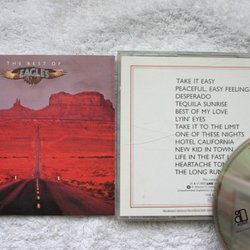 THE BEST OF
EAGLES
TAKE IT EASY
PEACEFUL, EASY FEELING
DESPERADO
TEQUILA SUNRISE
BEST OF MY LOVE
LYIN' EYES
TAKE IT TO THE LIMIT
ONE OF THESE NIGHTS
HOTEL CALIFORNIA
NEW KID IN TOWN
LIFE IN THE FAST L
HEARTACHE TON
THE LONG RUN